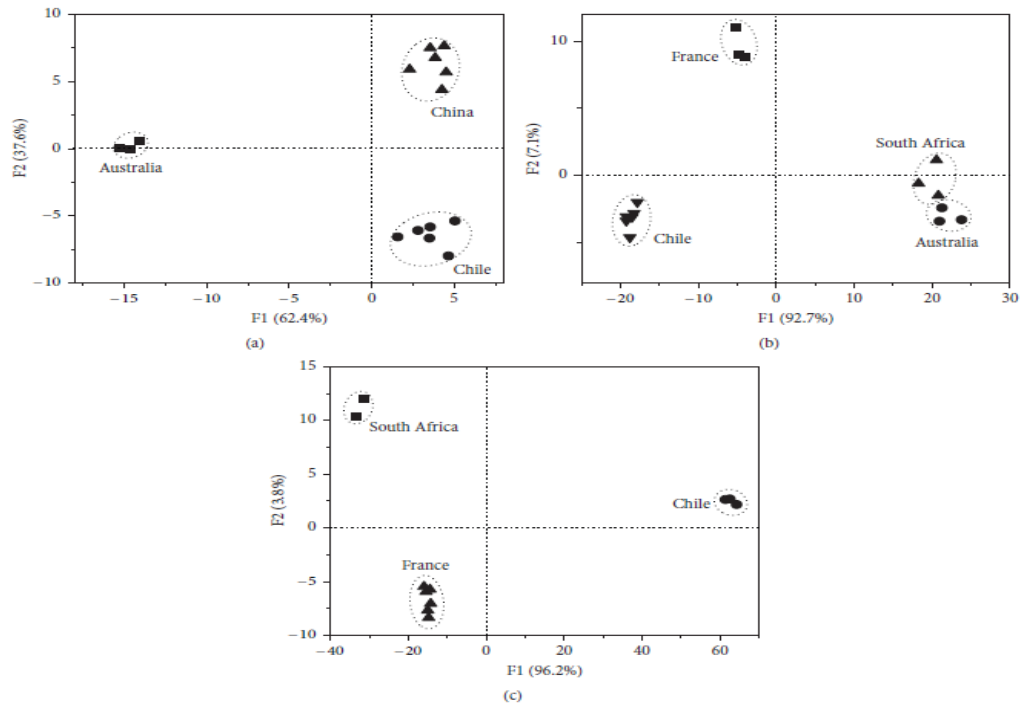 10
5
0
−5
−10
F2 (37.6%)
China
Australia
Chile
−15
−10
−5
0
5
F1 (62.4%)
(a)
10
0
F2 (7.1%)
France
South Africa
Chile
Australia
−20
−10
0
10
20
30
F1 (92.7%)
(b)
15
10
5
0
−5
−10
F2 (3.8%)
South Africa
Chile
France
−40
−20
0
20
40
60
F1 (96.2%)
(c)